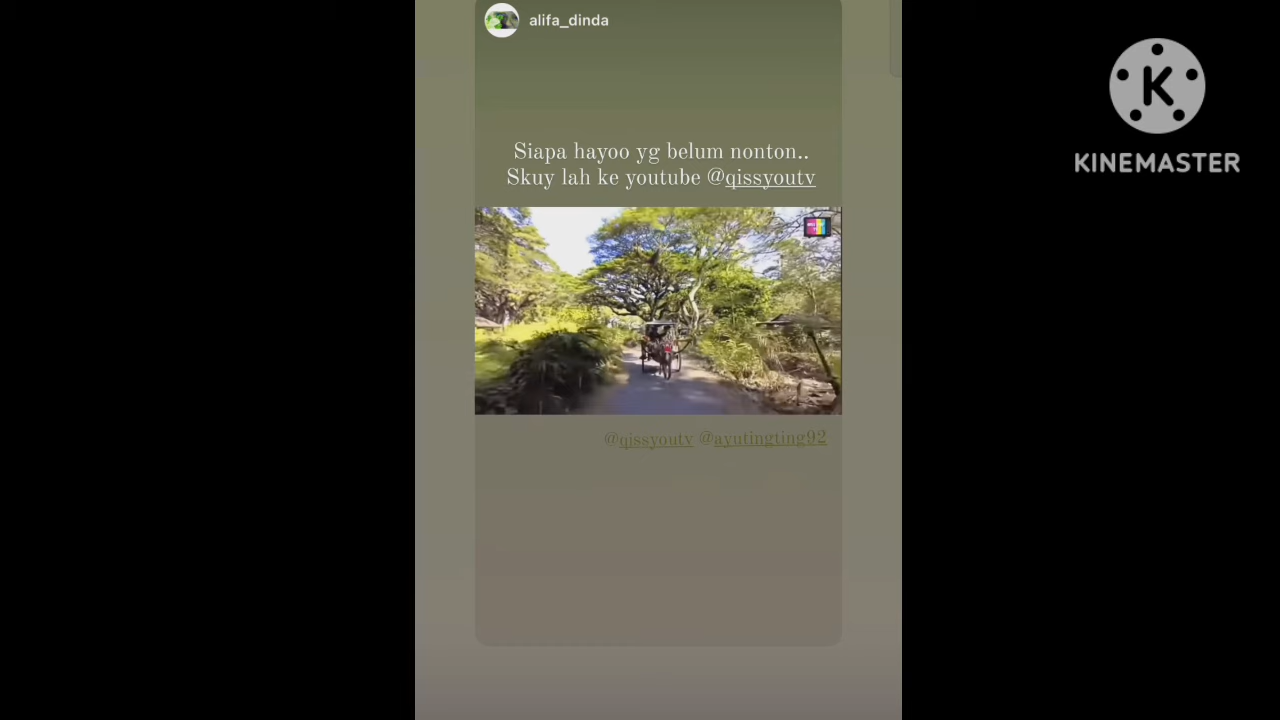 alifa_dinda
KINEMASTER
Siapa hayoo yg belum nonton..
Skuy lah ke youtube @qissyoutv
@qissyoutv @ayutingting92